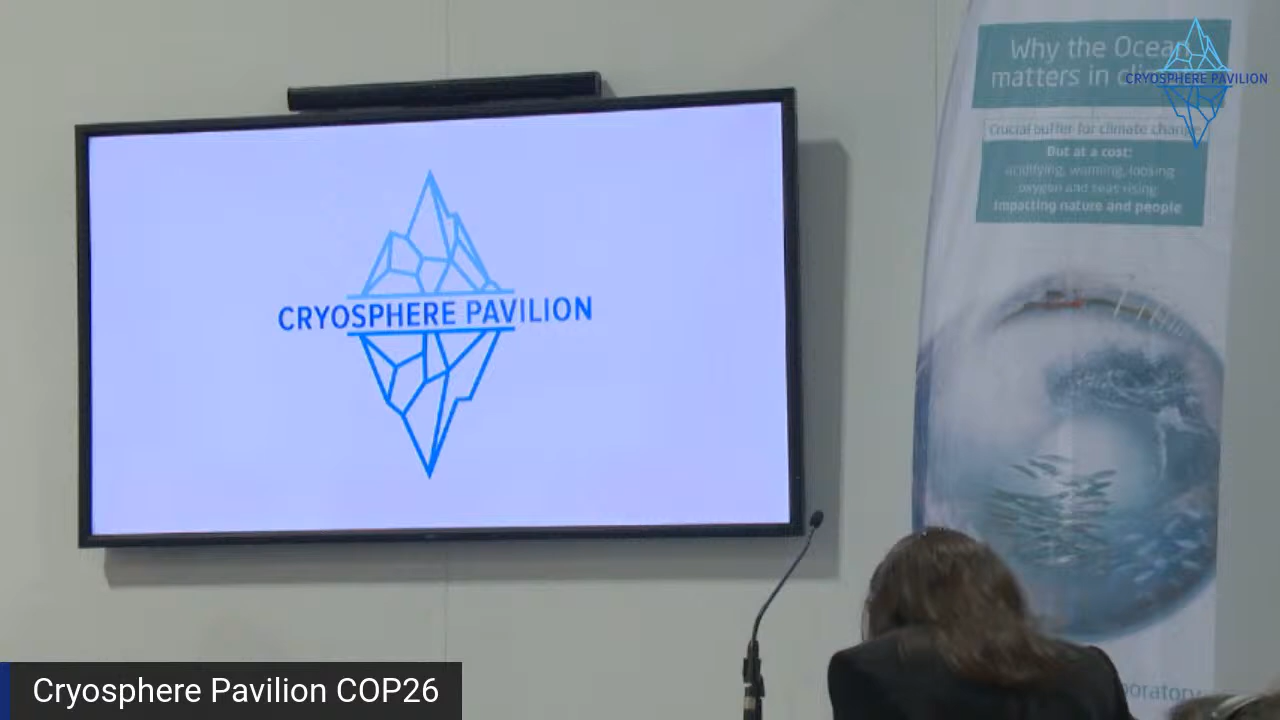 CRYOSPHERE PAVILION
Why the Ocean
matters in
CRYOSPHERE PAVILION
Crucial buffer for climate change
But at a cost:
acidifying, warming, loosing
oxygen and seas rising
Impacting nature and people
oratory
Cryosphere Pavilion COP26